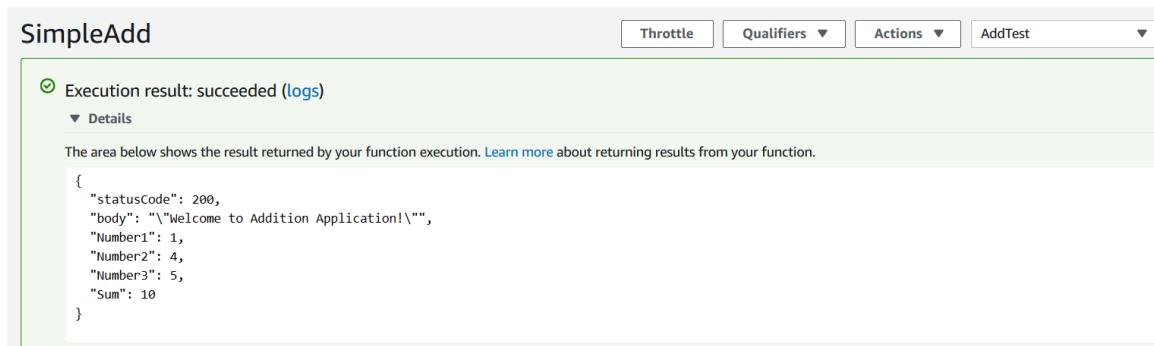 SimpleAdd
Throttle Qualifiers Actions AddTest
Execution result: succeeded (logs)
Details
The area below shows the result returned by your function execution. Learn more about returning results from your function.
{
"statusCode": 200,
"body": "\"Welcome to Addition Application!\"",
"Number1": 1,
"Number2": 4,
"Number3": 5,
"Sum": 10
}